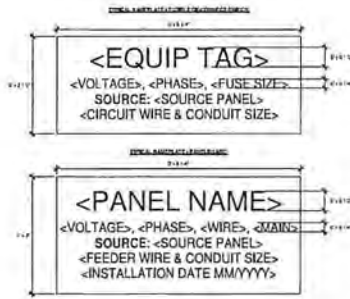 <EQUIP TAG>
<VOLTAGE>, <PHASE>, <FUSE SIZE>
SOURCE: <SOURCE PANEL>
<CIRCUIT WIRE & CONDUIT SIZE>
<PANEL NAME>
<VOLTAGE>, <PHASE>, <WIRE>, <MAIN>
SOURCE: <SOURCE PANEL>
<FEEDER WIRE & CONDUIT SIZE>
<INSTALLATION DATE MM/YYYY>